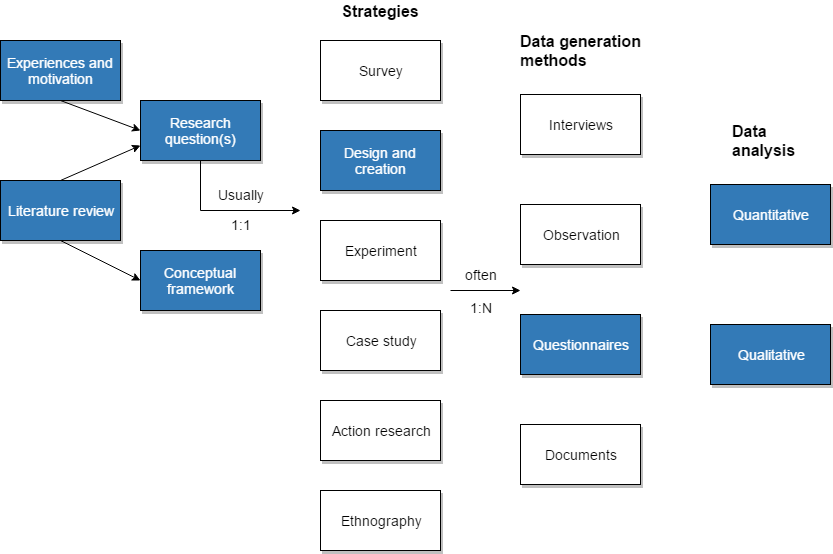 Strategies
Experiences and
motivation
Research
question(s)
Literature review
Conceptual
framework
Usually
1:1
Survey
Design and
creation
Experiment
Case study
Action research
Ethnography
often
1:N
Data generation
methods
Interviews
Observation
Questionnaires
Documents
Data
analysis
Quantitative
Qualitative